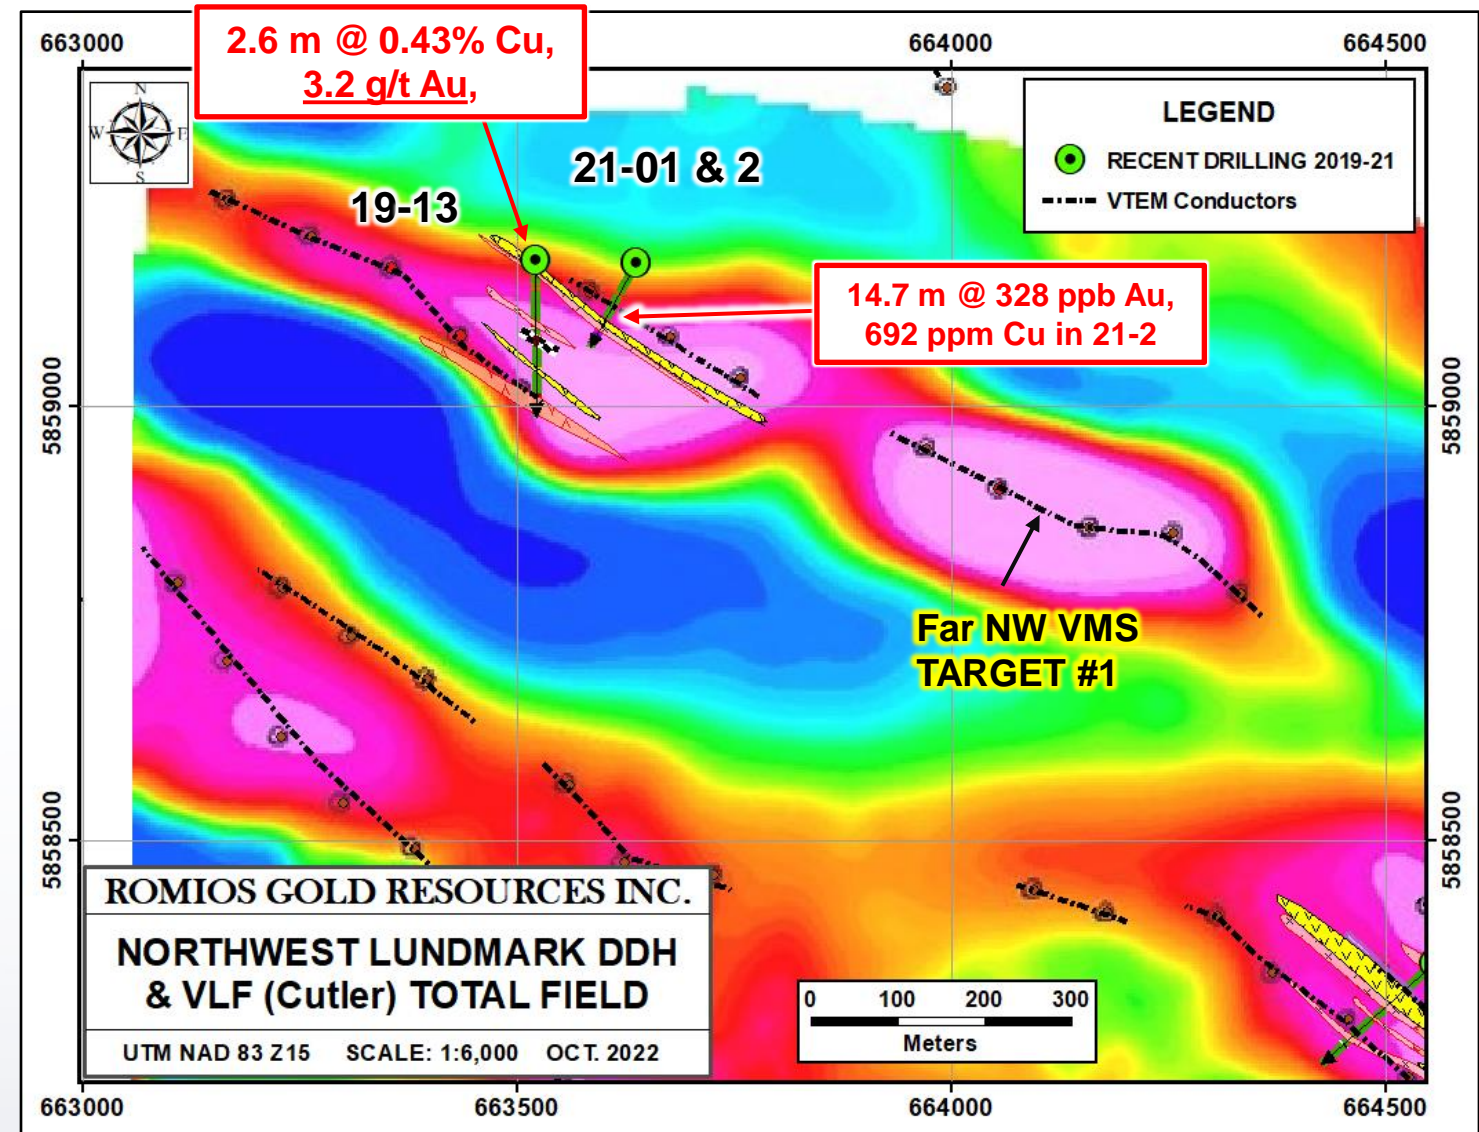 663000
664000
664500
2.6 m @ 0.43% Cu,
3.2 g/t Au,
N
W E
S
LEGEND
RECENT DRILLING 2019-21
VTEM Conductors
21-01 & 2
19-13
14.7 m @ 328 ppb Au,
692 ppm Cu in 21-2
5859000
5859000
Far NW VMS
TARGET #1
5858500
5858500
ROMIOS GOLD RESOURCES INC.
NORTHWEST LUNDMARK DDH
& VLF (Cutler) TOTAL FIELD
UTM NAD 83 Z15 SCALE: 1:6,000 OCT. 2022
0 100 200 300
Meters
663000
663500
664000
664500